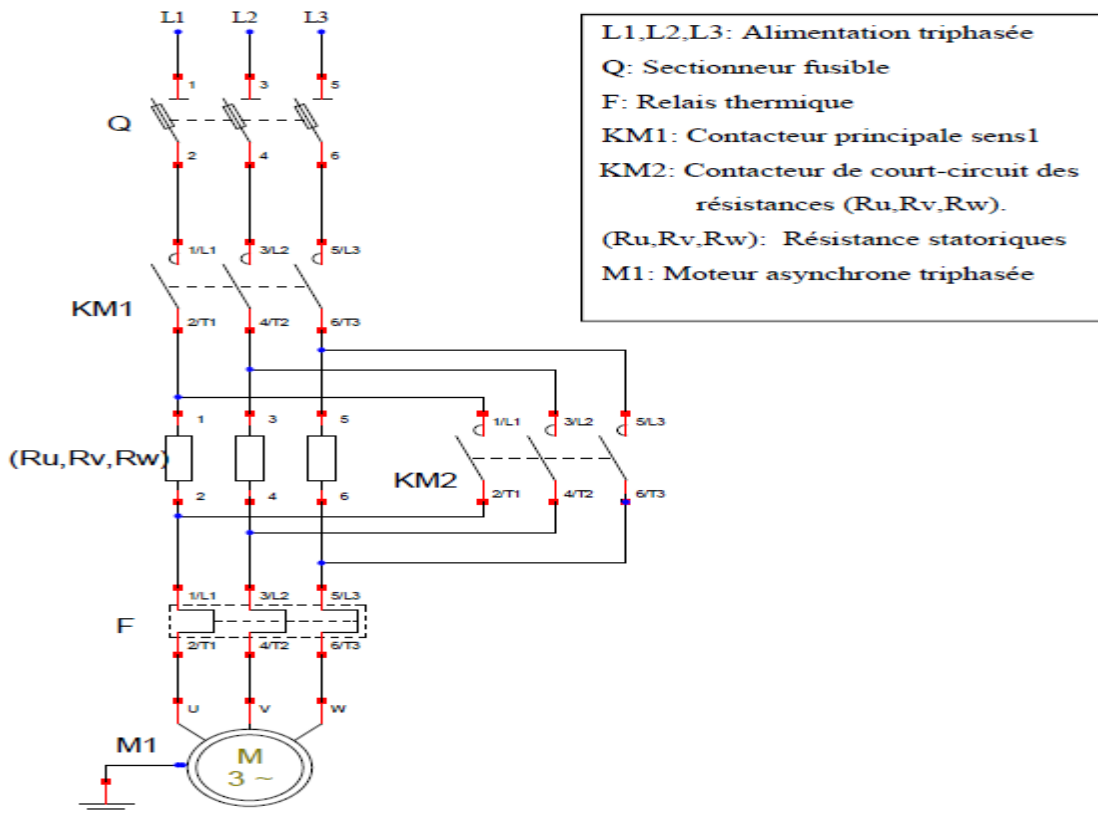 L1 L2 L3
L1,L2,L3: Alimentation triphasée
Q: Sectionneur fusible
F: Relais thermique
KM1: Contacteur principale sens1
KM2: Contacteur de court-circuit des
résistances (Ru,Rv,Rw).
(Ru,Rv,Rw): Résistance statoriques
M1: Moteur asynchrone triphasée
1 3 5
Q
2 4 6
1/L1 3/L2 5/L3
KM1
2/T1 4/T2 6/T3
1 3 5
1/L1 3/L2 5/L3
(Ru,Rv,Rw)
KM2
2 4 6
2/T1 4/T2 6/T3
1/L1 3/L2 5/L3
F
2/T1 4/T2 6/T3
U V W
M1
M
3 ~